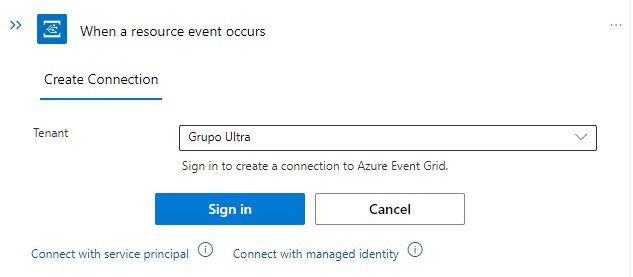 When a resource event occurs
Create Connection
Tenant
Grupo Ultra
Sign in to create a connection to Azure Event Grid.
Sign in
Cancel
Connect with service principal
Connect with managed identity